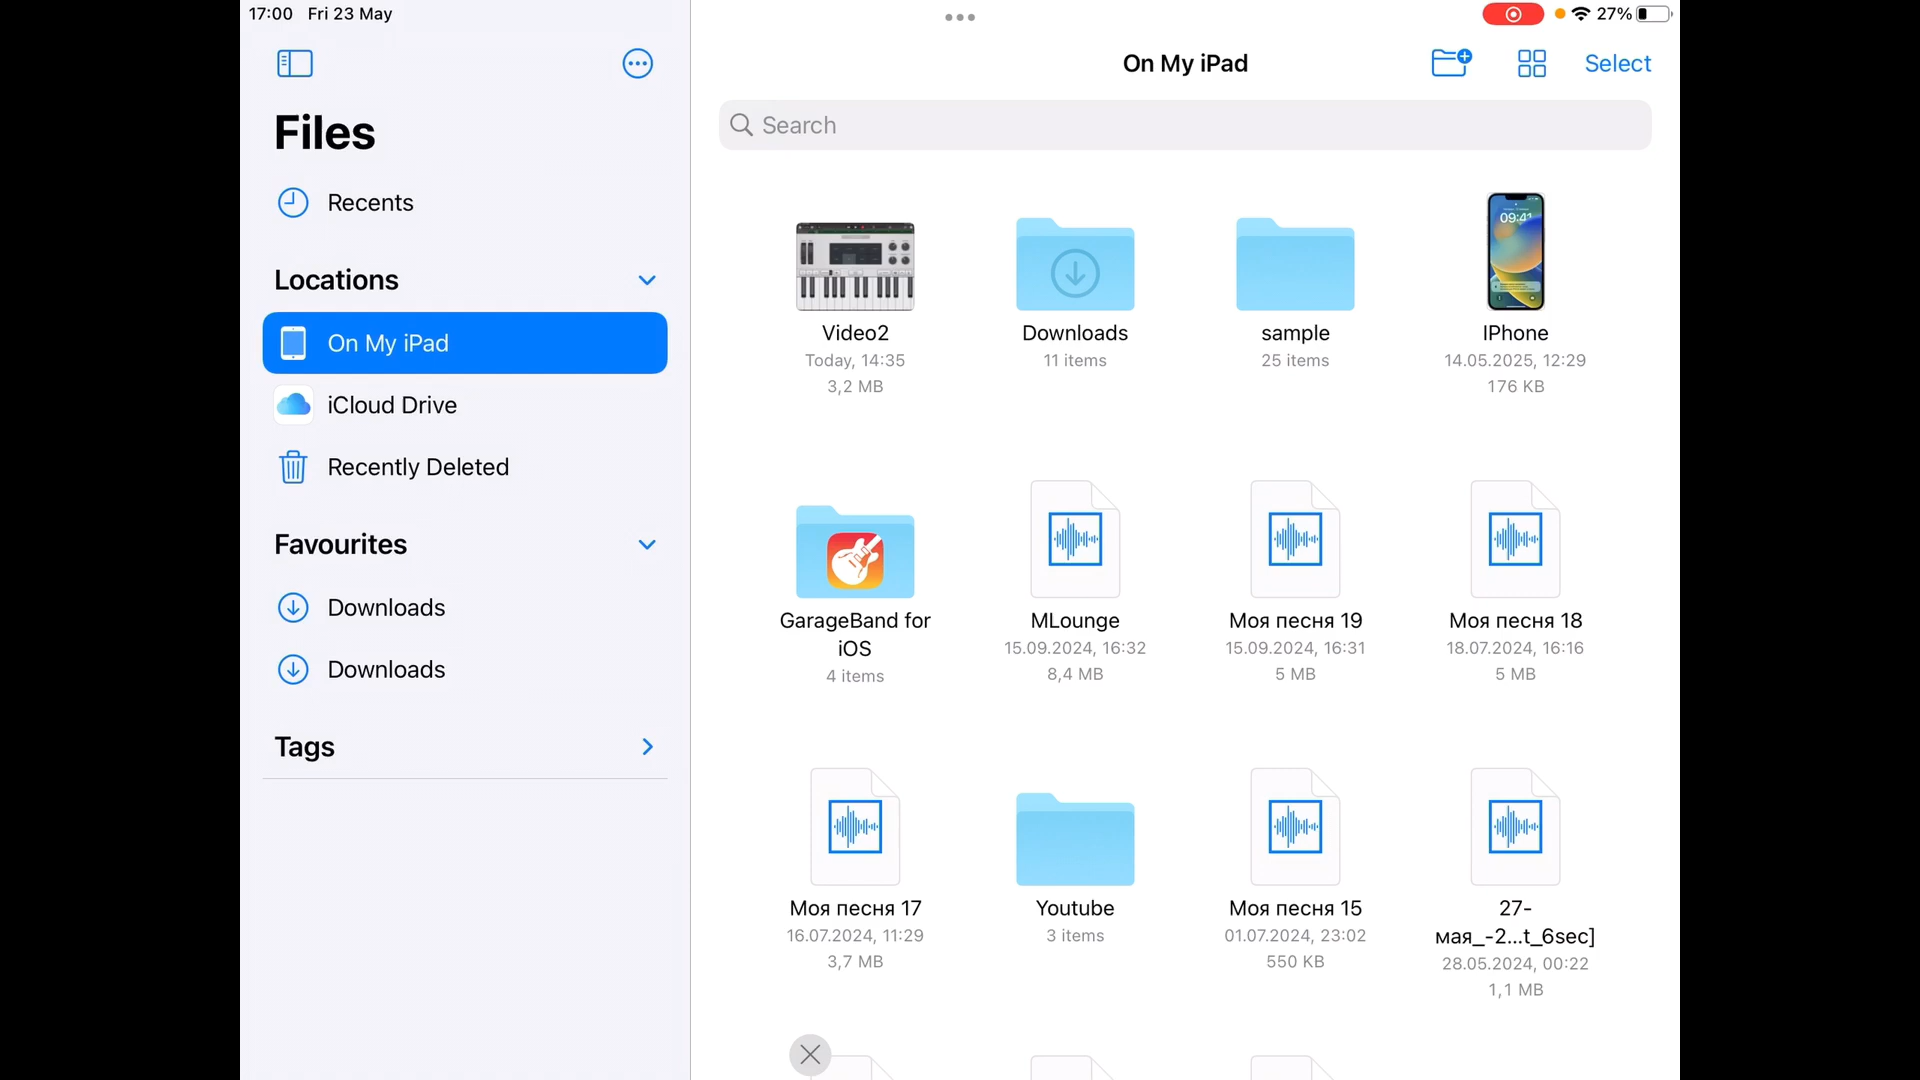 17:00 Fri 23 May
27%
Files
Recents
Locations
On My iPad
iCloud Drive
Recently Deleted
Favourites
Downloads
Downloads
Tags
On My iPad
Select
Search
09:41
Video2
Today, 14:35
3,2 MB
Downloads
11 items
sample
25 items
IPhone
14.05.2025, 12:29
176 KB
GarageBand for
iOS
4 items
MLounge
15.09.2024, 16:32
8,4 MB
Моя песня 19
15.09.2024, 16:31
5 MB
Моя песня 18
18.07.2024, 16:16
5 MB
Моя песня 17
16.07.2024, 11:29
3,7 MB
Youtube
3 items
Моя песня 15
01.07.2024, 23:02
550 KB
27-
мая_-2...t_6sec]
28.05.2024, 00:22
1,1 MB